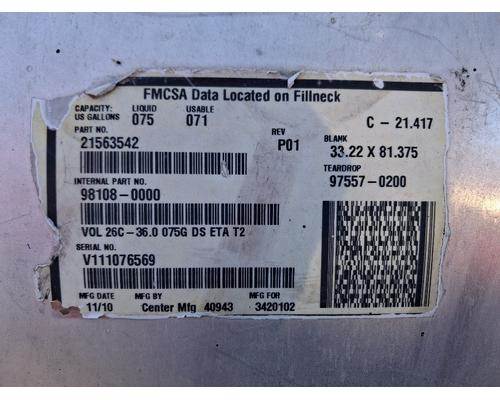 FMCSA Data Located on Fillneck
CAPACITY: LIQUID USABLE
US GALLONS 075 071
C - 21.417
PART NO. REV BLANK
21563542 P01 33.22 X 81.375
TEARDROP
INTERNAL PART NO. 97557-0200
98108-0000
VOL 26C-36.0 075G DS ETA T2
SERIAL NO.
V111076569
MFG DATE MFG BY
11/10 Center Mfg 40943 3420102